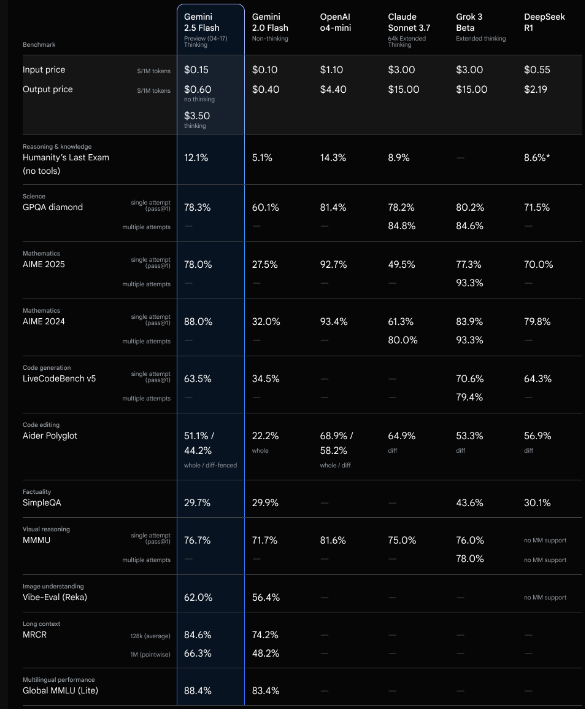 Benchmark
Gemini 2.5 Flash Preview (04-17) Thinking
Gemini 2.0 Flash Non-thinking
OpenAI o4-mini
Claude Sonnet 3.7 64k Extended Thinking
Grok 3 Beta Extended thinking
DeepSeek R1
Input price $/1M tokens $0.15 $0.10 $1.10 $3.00 $3.00 $0.55
Output price $/1M tokens $0.60 $0.40 $4.40 $15.00 $15.00 $2.19
no thinking
$3.50
thinking
Reasoning & knowledge
Humanity's Last Exam 12.1% 5.1% 14.3% 8.9% — 8.6%*
(no tools)
Science
GPQA diamond single attempt (pass@1) 78.3% 60.1% 81.4% 78.2% 80.2% 71.5%
multiple attempts — — — 84.8% 84.6% —
Mathematics
AIME 2025 single attempt (pass@1) 78.0% 27.5% 92.7% 49.5% 77.3% 70.0%
multiple attempts — — — — 93.3% —
Mathematics
AIME 2024 single attempt (pass@1) 88.0% 32.0% 93.4% 61.3% 83.9% 79.8%
multiple attempts — — — 80.0% 93.3% —
Code generation
LiveCodeBench v5 single attempt (pass@1) 63.5% 34.5% — — 70.6% 64.3%
multiple attempts — — — — 79.4% —
Code editing
Aider Polyglot 51.1% / 22.2% 68.9% / 64.9% 53.3% 56.9%
44.2% whole 58.2% diff diff diff
whole / diff-fenced whole / diff
Factuality
SimpleQA 29.7% 29.9% — — 43.6% 30.1%
Visual reasoning
MMMU single attempt (pass@1) 76.7% 71.7% 81.6% 75.0% 76.0% no MM support
multiple attempts — — — — 78.0% no MM support
Image understanding
Vibe-Eval (Reka) 62.0% 56.4% — — — no MM support
Long context
MRCR 128k (average) 84.6% 74.2% — — — —
1M (pointwise) 66.3% 48.2% — — — —
Multilingual performance
Global MMLU (Lite) 88.4% 83.4% — — — —